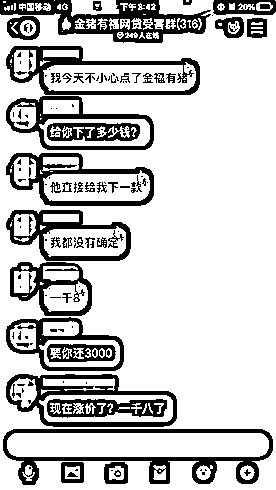 中国移动 4G 下午8:42 20%
金猪有福网贷受害群(316)
249人在线
我今天不小心点了金福有猪
给你下了多少钱?
他直接给我下一款
我都没有确定
一千8
要你还3000
现在涨价了?一千八了